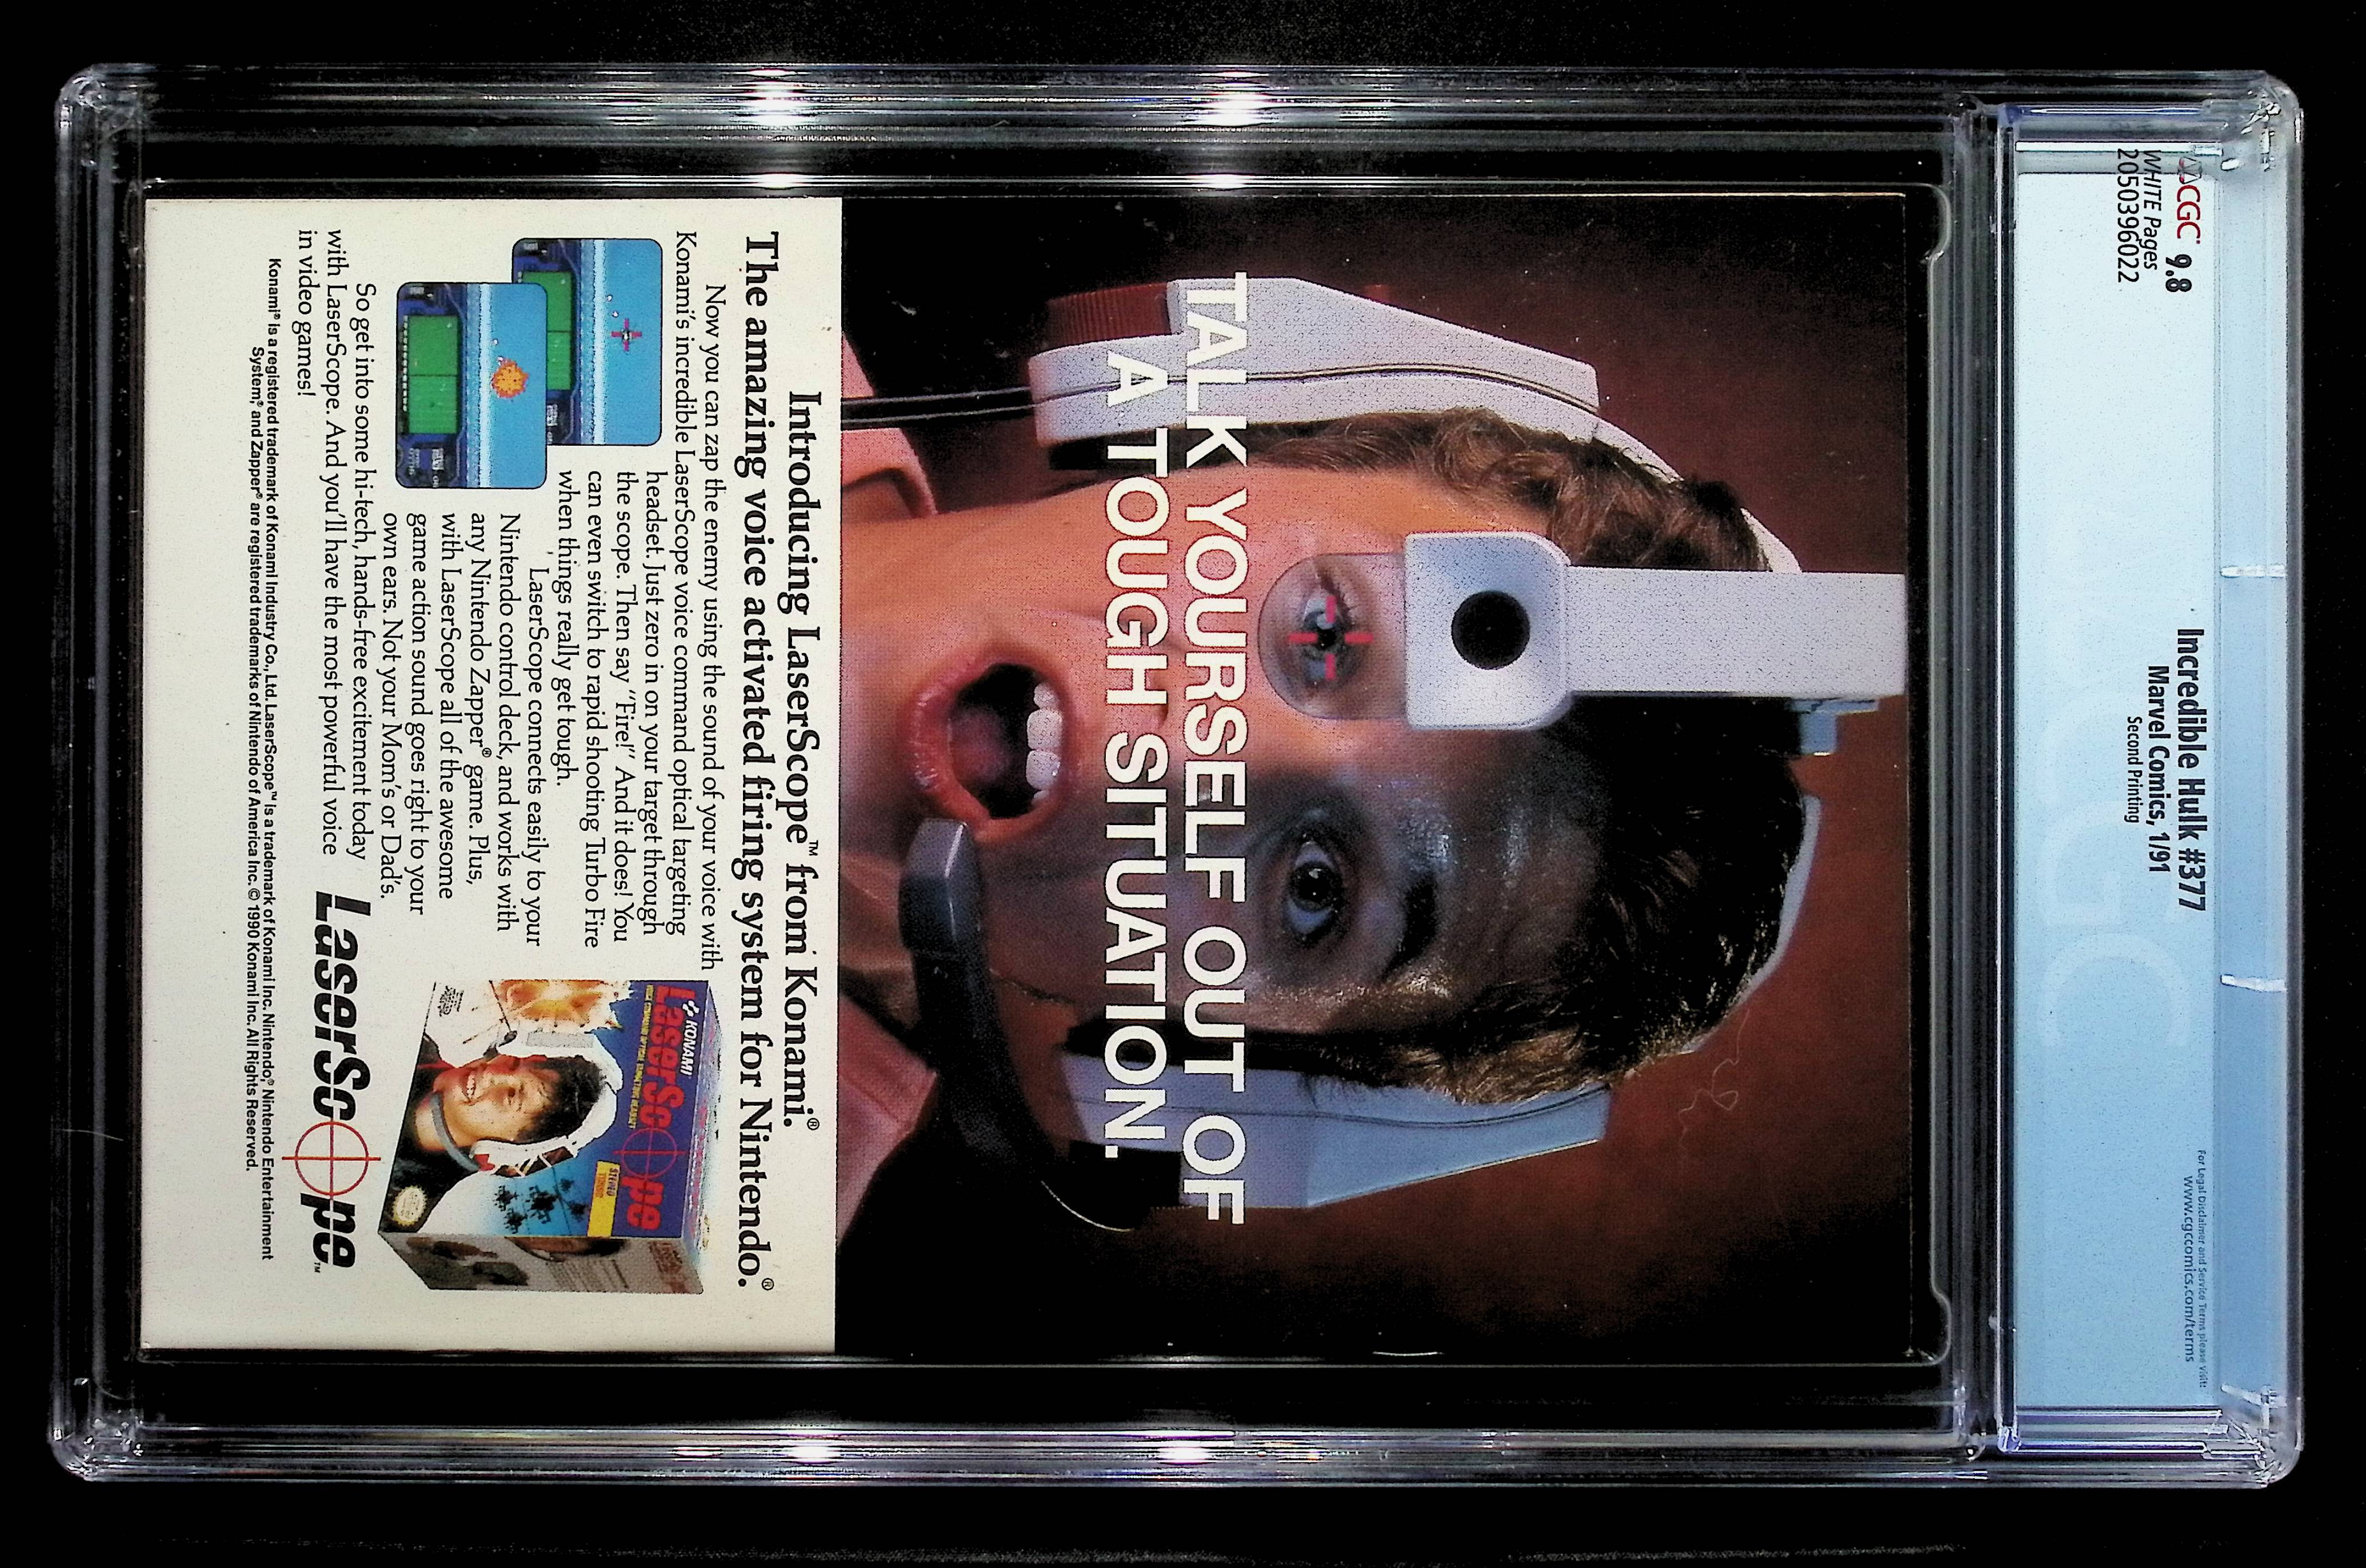 CGC 9.8
WHITE Pages
2050396022
Incredible Hulk #377
Marvel Comics, 1/91
Second Printing
For Legal Disclaimer and Service Terms please visit:
www.cgccomics.com/terms
TALK YOURSELF OUT OF
A TOUGH SITUATION.
Introducing LaserScope™ from Konami.®
The amazing voice activated firing system for Nintendo.®
Now you can zap the enemy using the sound of your voice with
Konami's incredible LaserScope voice command optical targeting
headset. Just zero in on your target through
the scope. Then say "Fire!" And it does! You
can even switch to rapid shooting Turbo Fire
when things really get tough.
LaserScope connects easily to your
Nintendo control deck, and works with
any Nintendo Zapper® game. Plus,
with LaserScope all of the awesome
game action sound goes right to your
own ears. Not your Mom's or Dad's.
So get into some hi-tech, hands-free excitement today
with LaserScope. And you'll have the most powerful voice
in video games!
KONAMI
LaserScope
VOICE COMMAND OPTICAL TARGETING HEADSET
STEREO
SOUND
LaserScope™
Konami® is a registered trademark of Konami Industry Co., Ltd. LaserScope™ is a trademark of Konami Inc. Nintendo,® Nintendo Entertainment
System,® and Zapper® are registered trademarks of Nintendo of America Inc. © 1990 Konami Inc. All Rights Reserved.